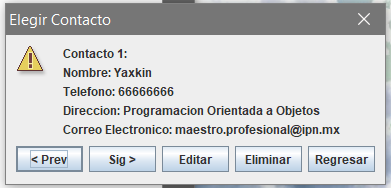 Elegir Contacto
Contacto 1:
Nombre: Yaxkin
Telefono: 66666666
Direccion: Programacion Orientada a Objetos
Correo Electronico: maestro.profesional@ipn.mx
< Prev Sig > Editar Eliminar Regresar